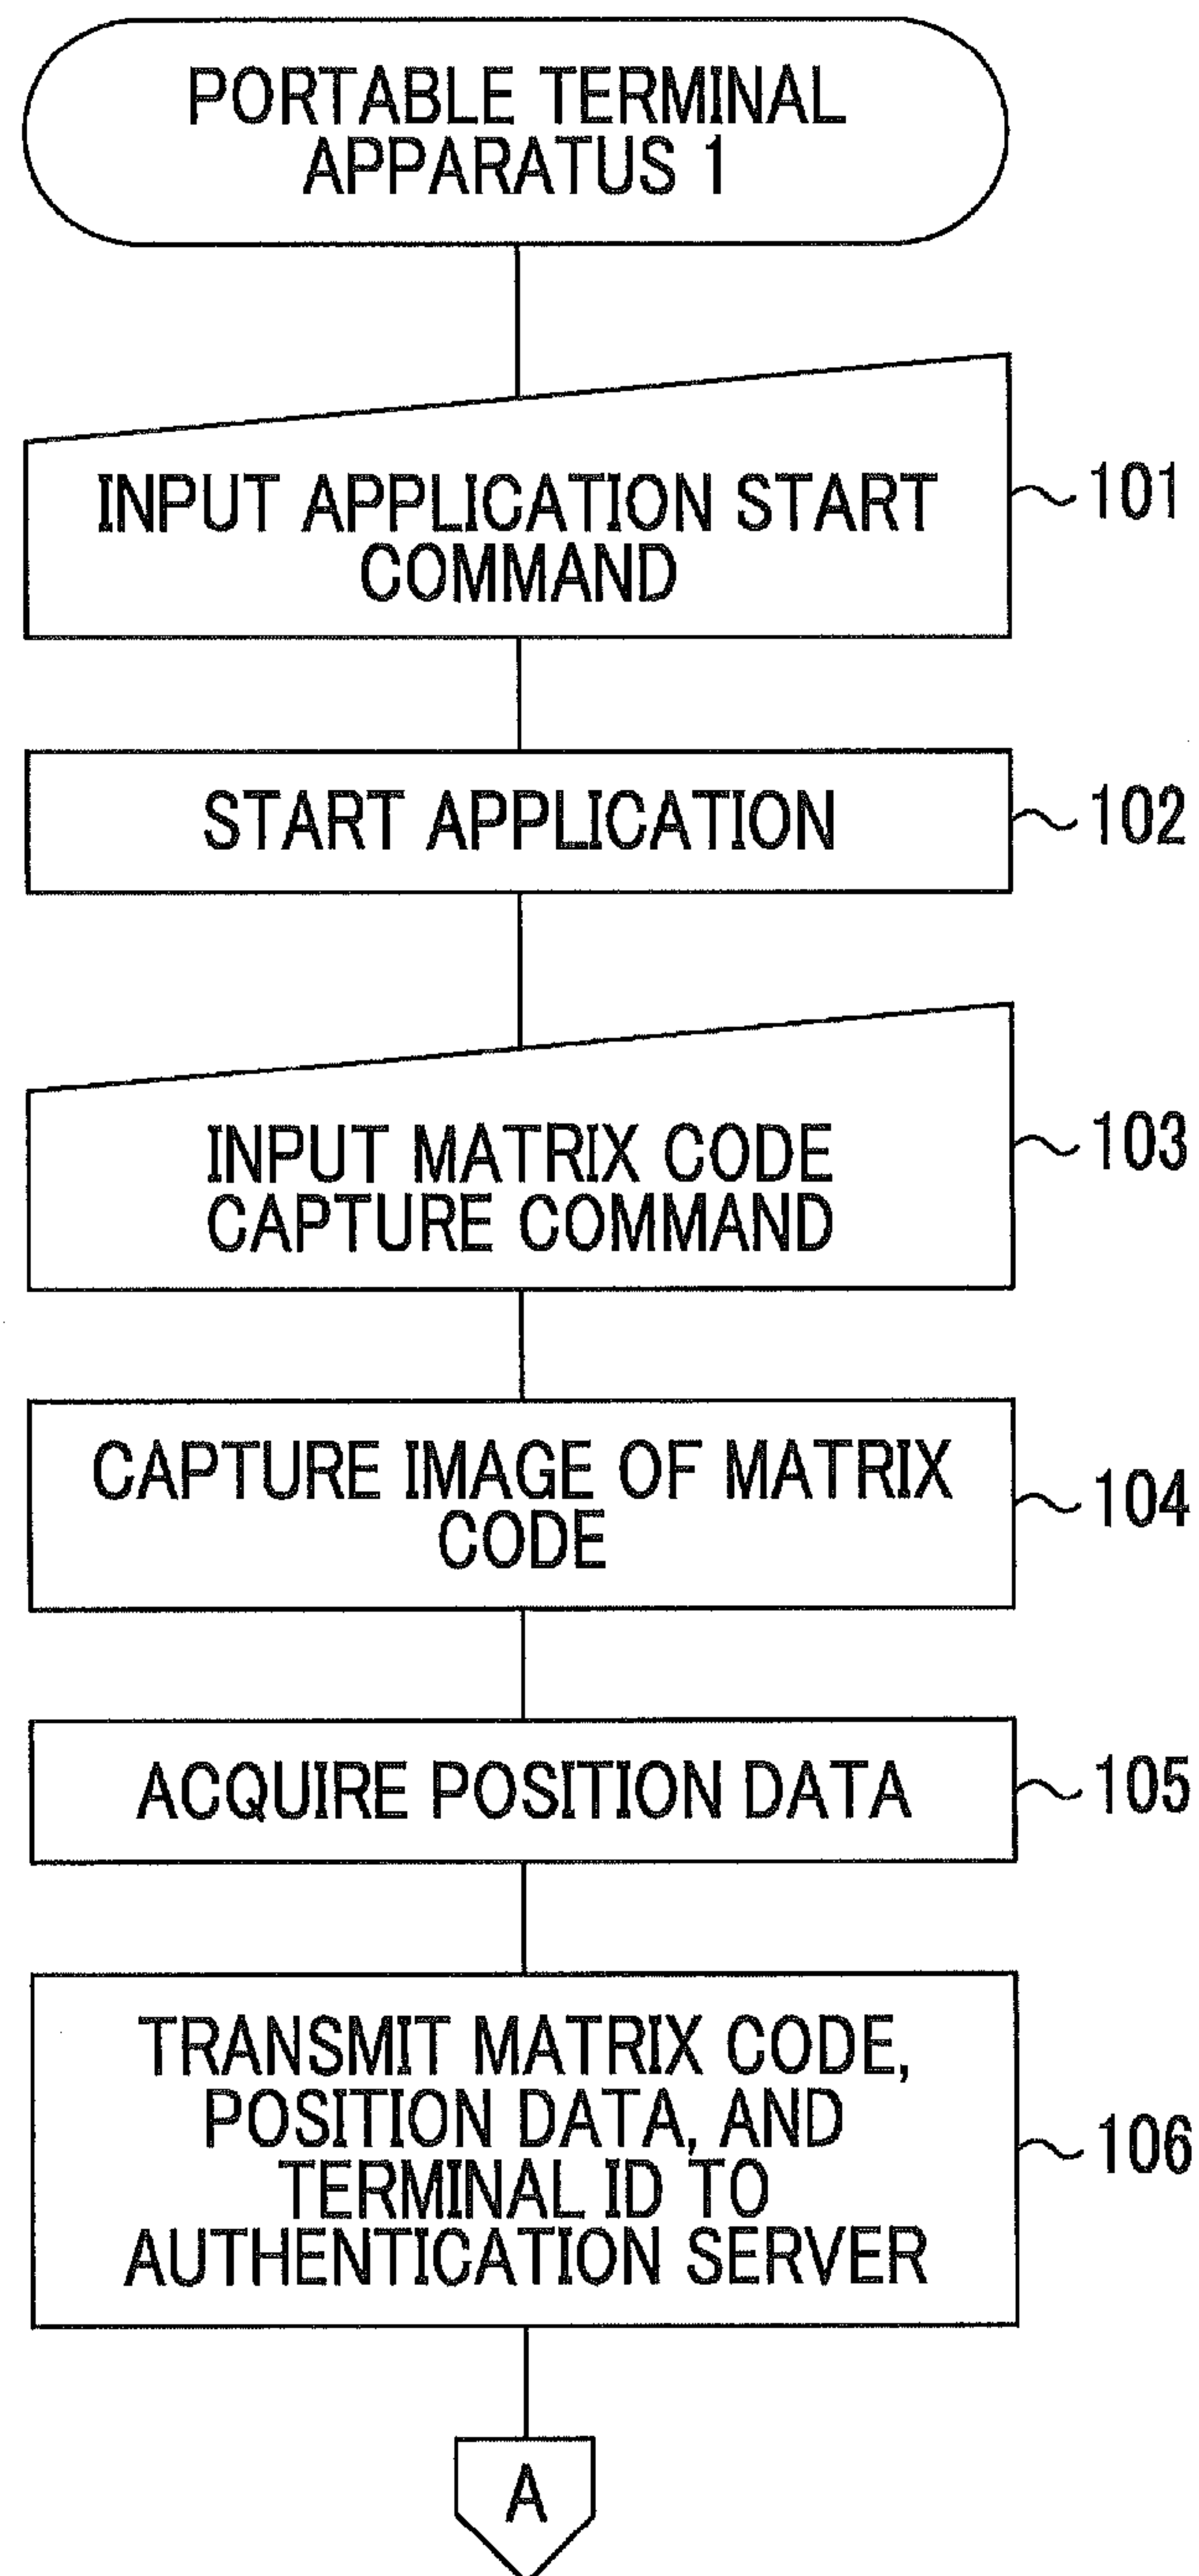 PORTABLE TERMINAL
APPARATUS 1
INPUT APPLICATION START
COMMAND
101
START APPLICATION
102
INPUT MATRIX CODE
CAPTURE COMMAND
103
CAPTURE IMAGE OF MATRIX
CODE
104
ACQUIRE POSITION DATA
105
TRANSMIT MATRIX CODE,
POSITION DATA, AND
TERMINAL ID TO
AUTHENTICATION SERVER
106
A